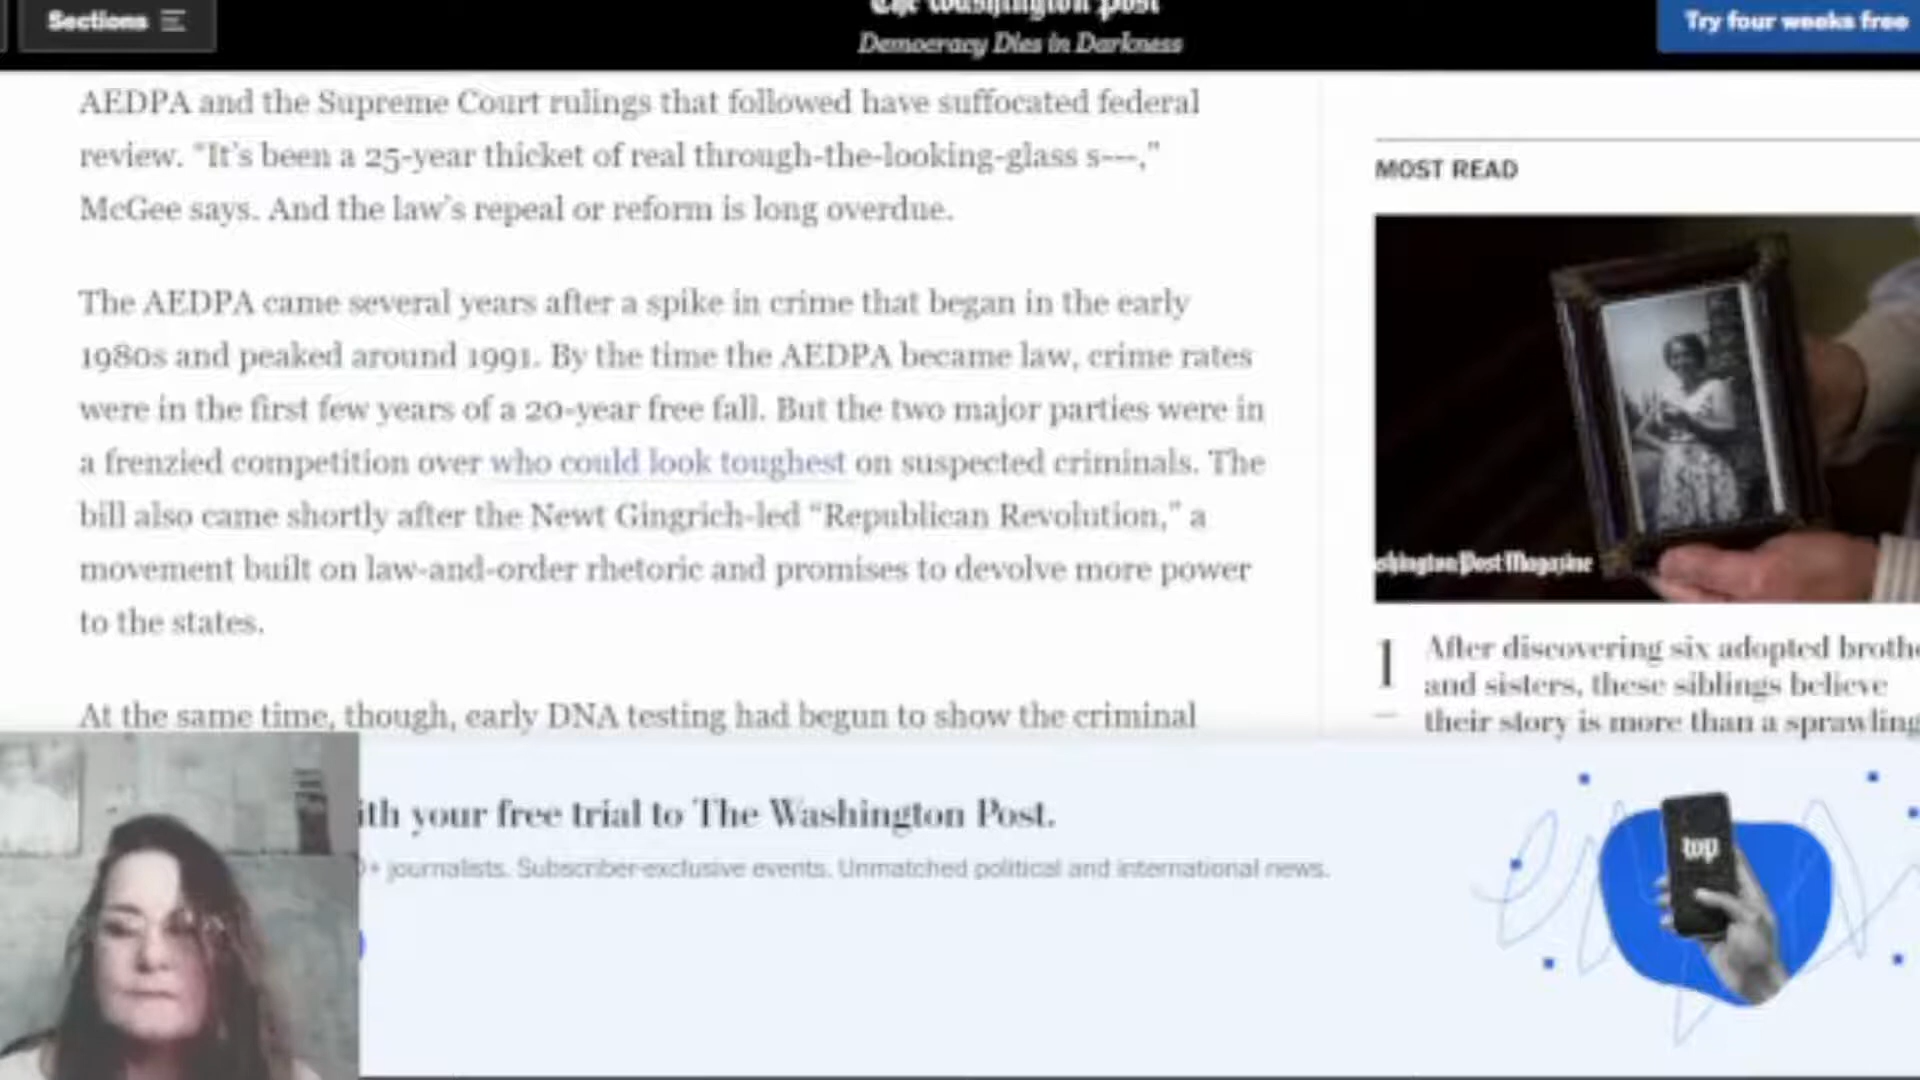 Sections
The Washington Post
Democracy Dies in Darkness
Try four weeks free
AEDPA and the Supreme Court rulings that followed have suffocated federal
review. “It’s been a 25-year thicket of real through-the-looking-glass s---,”
McGee says. And the law’s repeal or reform is long overdue.
The AEDPA came several years after a spike in crime that began in the early
1980s and peaked around 1991. By the time the AEDPA became law, crime rates
were in the first few years of a 20-year free fall. But the two major parties were in
a frenzied competition over who could look toughest on suspected criminals. The
bill also came shortly after the Newt Gingrich-led “Republican Revolution,” a
movement built on law-and-order rhetoric and promises to devolve more power
to the states.
At the same time, though, early DNA testing had begun to show the criminal
MOST READ
shington Post Magazine
1
After discovering six adopted brothe
and sisters, these siblings believe
their story is more than a sprawling
ith your free trial to The Washington Post.
+ journalists. Subscriber-exclusive events. Unmatched political and international news.
wp